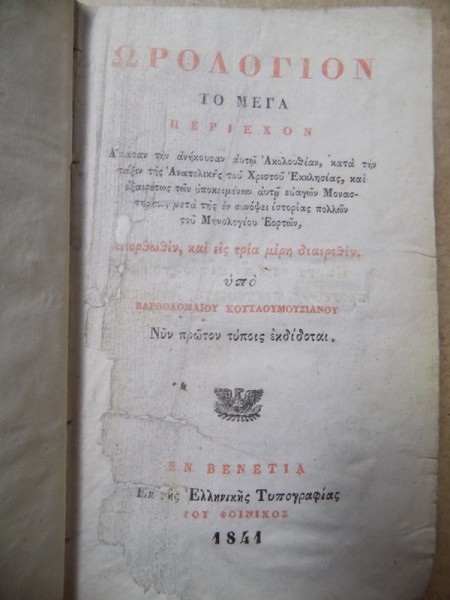 ΩΡΟΛΟΓΙΟΝ
ΤΟ ΜΕΓΑ
ΠΕΡΙΕΧΟΝ
Ἅπασαν τὴν ἀνήκουσαν αὐτῷ Ἀκολουθίαν, κατὰ τὴν
τάξιν τῆς Ἀνατολικῆς τοῦ Χριστοῦ Ἐκκλησίας, καὶ
ἐξαιρέτως τῶν ὑποκειμένων αὐτῇ εὐαγῶν Μονασ-
τηρίων, μετὰ τῆς ἐν συνόψει ἱστορίας πολλῶν
τοῦ Μηνολογίου Ἑορτῶν,
διορθωθὲν, καὶ εἰς τρία μέρη διαιρεθὲν,
ὑπὸ
ΒΑΡΘΟΛΟΜΑΙΟΥ ΚΟΥΤΛΟΥΜΟΥΣΙΑΝΟΥ
Νῦν πρῶτον τύποις ἐκδίδοται.
ΕΝ ΒΕΝΕΤΙᾼ
Ἐκ τῆς Ἑλληνικῆς Τυπογραφίας
ΤΟΥ ΦΟΙΝΙΚΟΣ
1841